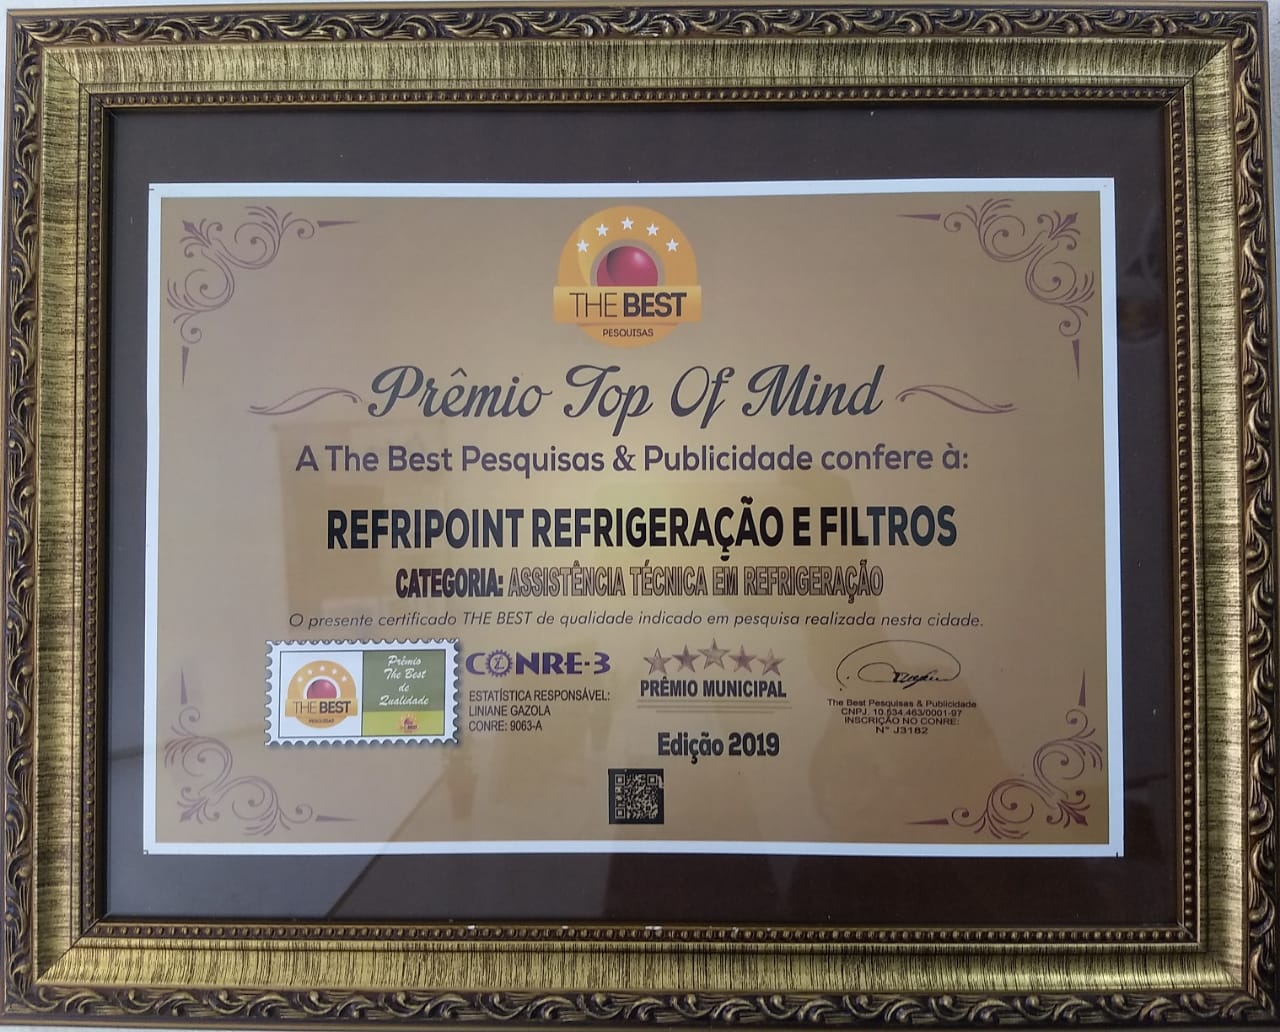 THE BEST
PESQUISAS
Prêmio Top Of Mind
A The Best Pesquisas & Publicidade confere à:
REFRIPOINT REFRIGERAÇÃO E FILTROS
CATEGORIA: ASSISTÊNCIA TÉCNICA EM REFRIGERAÇÃO
O presente certificado THE BEST de qualidade indicado em pesquisa realizada nesta cidade.
THE BEST
PESQUISAS
Prêmio
The Best
de
Qualidade
CONRE-3
ESTATÍSTICA RESPONSÁVEL:
LINIANE GAZOLA
CONRE: 9063-A
PRÊMIO MUNICIPAL
Edição 2019
The Best Pesquisas & Publicidade
CNPJ. 10.534.463/0001-97
INSCRIÇÃO NO CONRE:
N° J3182